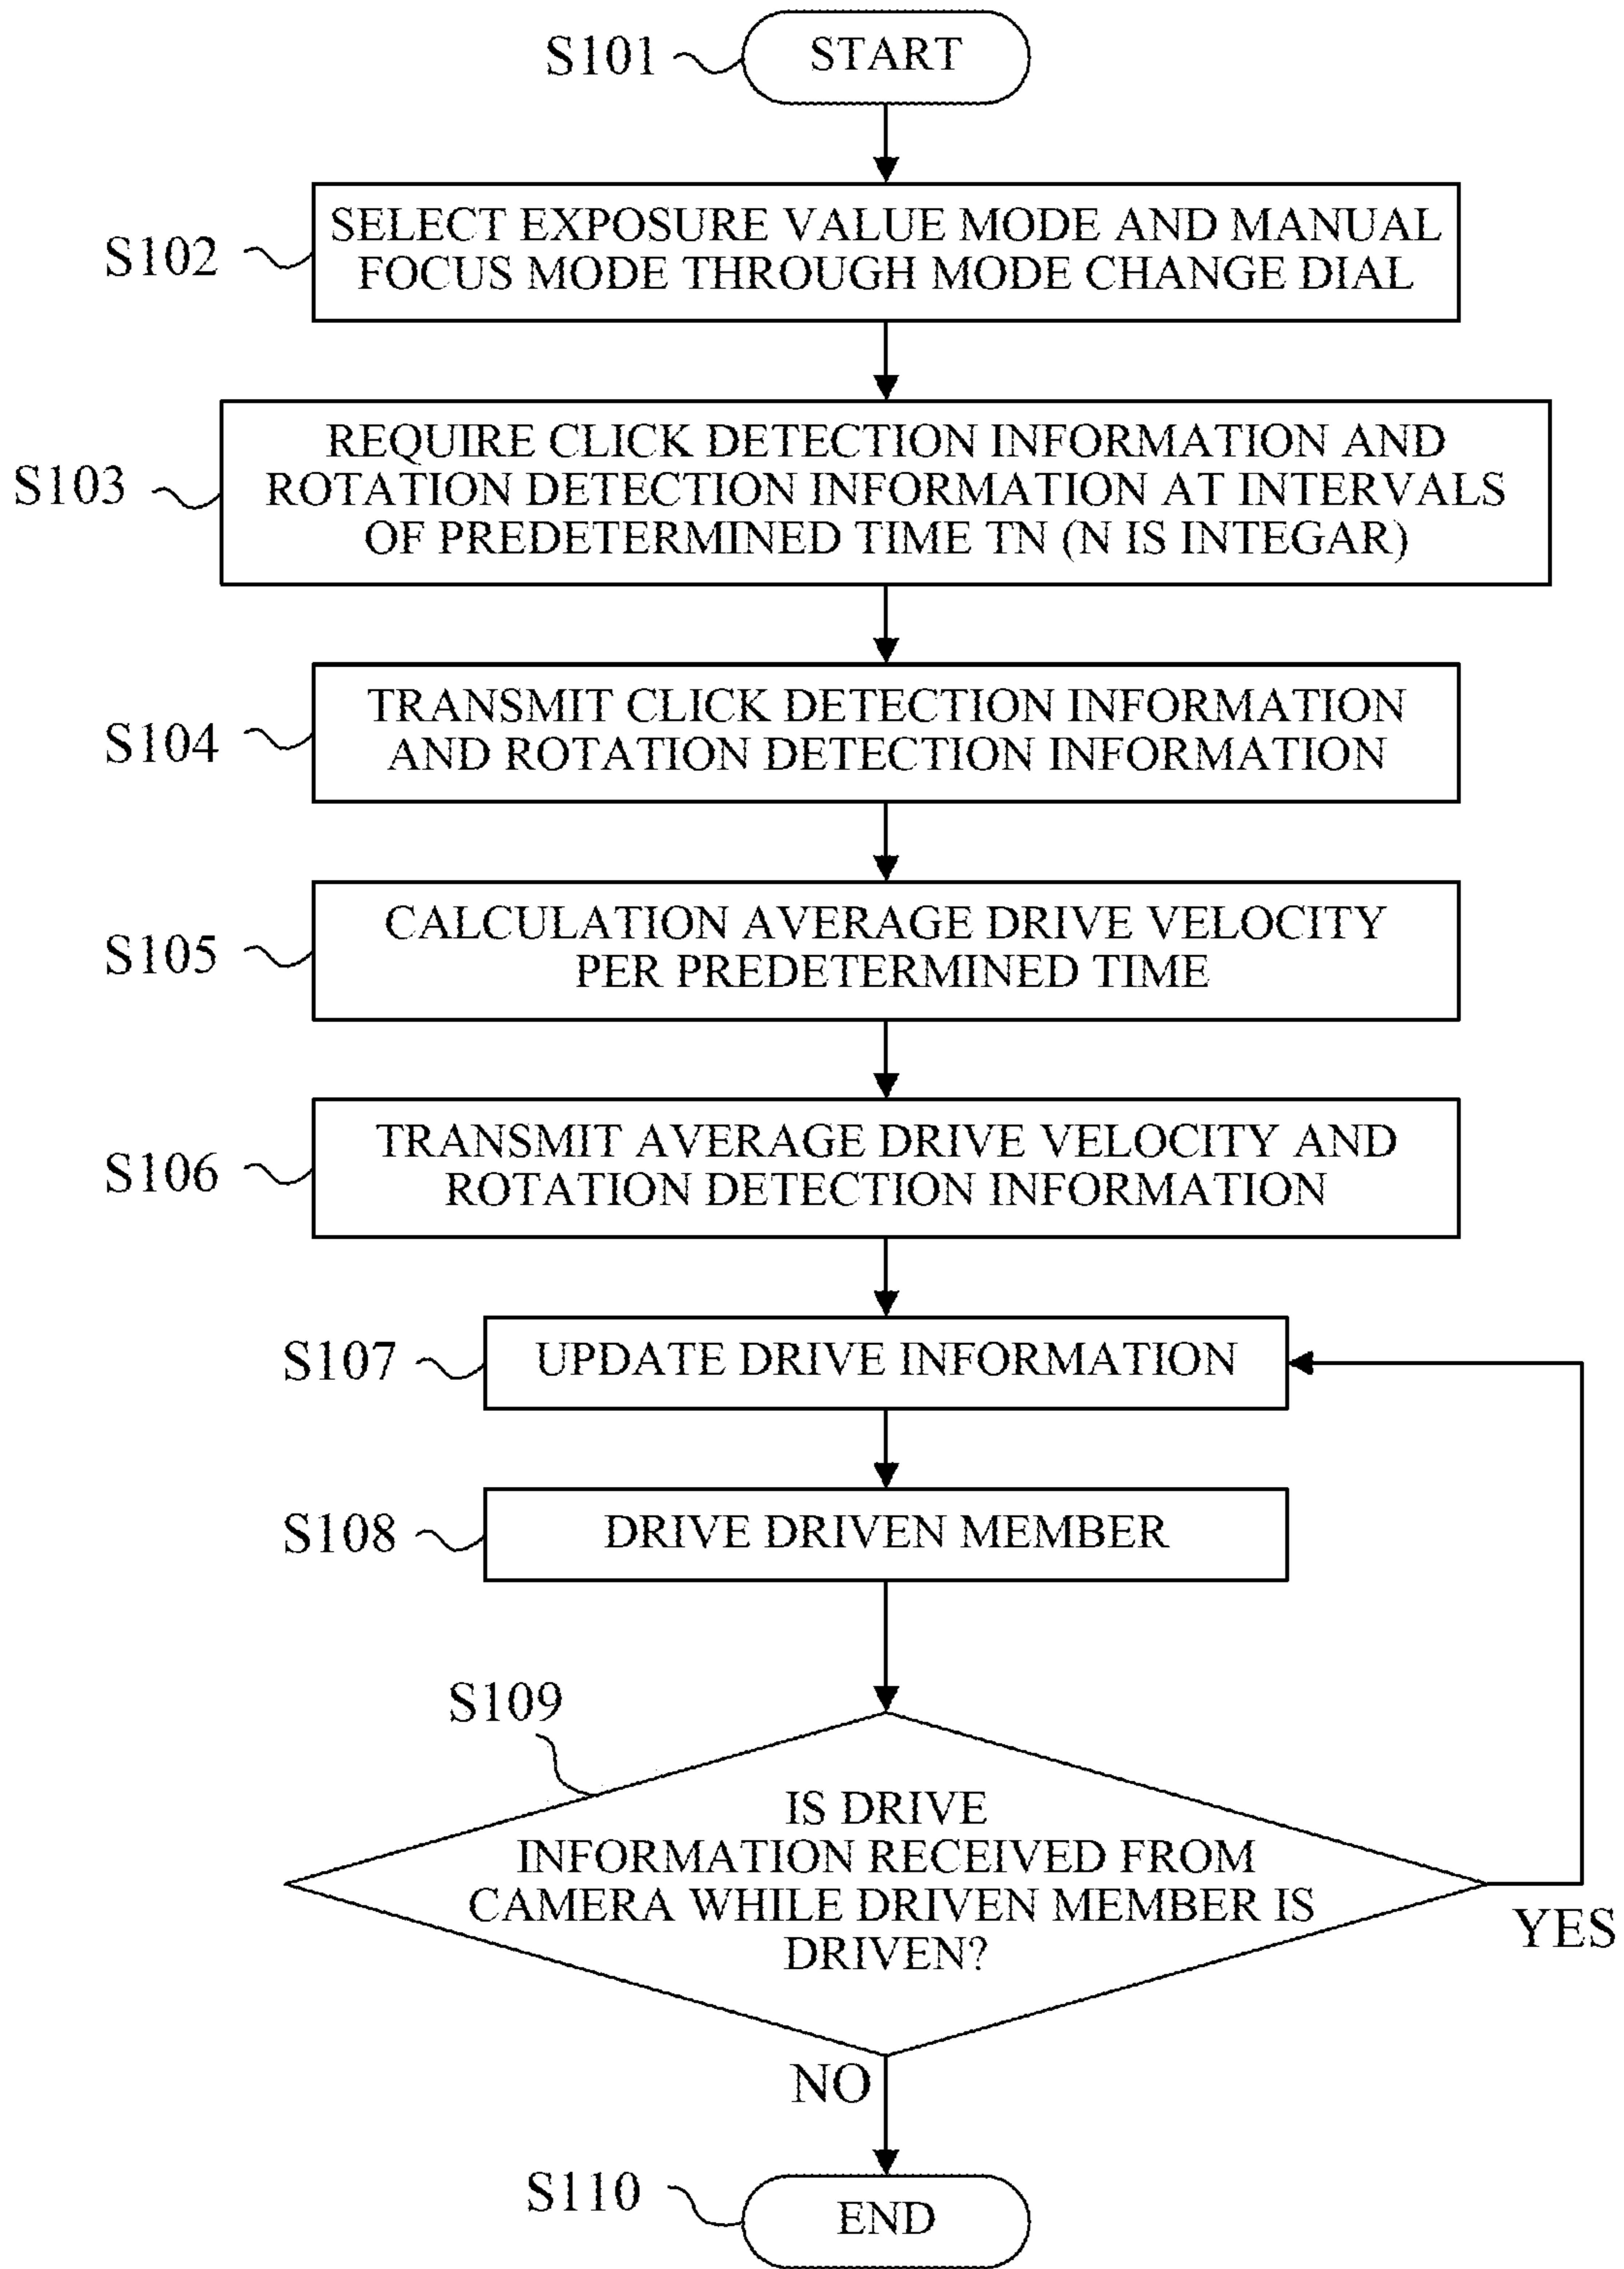 S101
START
S102
SELECT EXPOSURE VALUE MODE AND MANUAL
FOCUS MODE THROUGH MODE CHANGE DIAL
S103
REQUIRE CLICK DETECTION INFORMATION AND
ROTATION DETECTION INFORMATION AT INTERVALS
OF PREDETERMINED TIME TN (N IS INTEGAR)
S104
TRANSMIT CLICK DETECTION INFORMATION
AND ROTATION DETECTION INFORMATION
S105
CALCULATION AVERAGE DRIVE VELOCITY
PER PREDETERMINED TIME
S106
TRANSMIT AVERAGE DRIVE VELOCITY AND
ROTATION DETECTION INFORMATION
S107
UPDATE DRIVE INFORMATION
S108
DRIVE DRIVEN MEMBER
S109
IS DRIVE
INFORMATION RECEIVED FROM
CAMERA WHILE DRIVEN MEMBER IS
DRIVEN?
YES
NO
S110
END